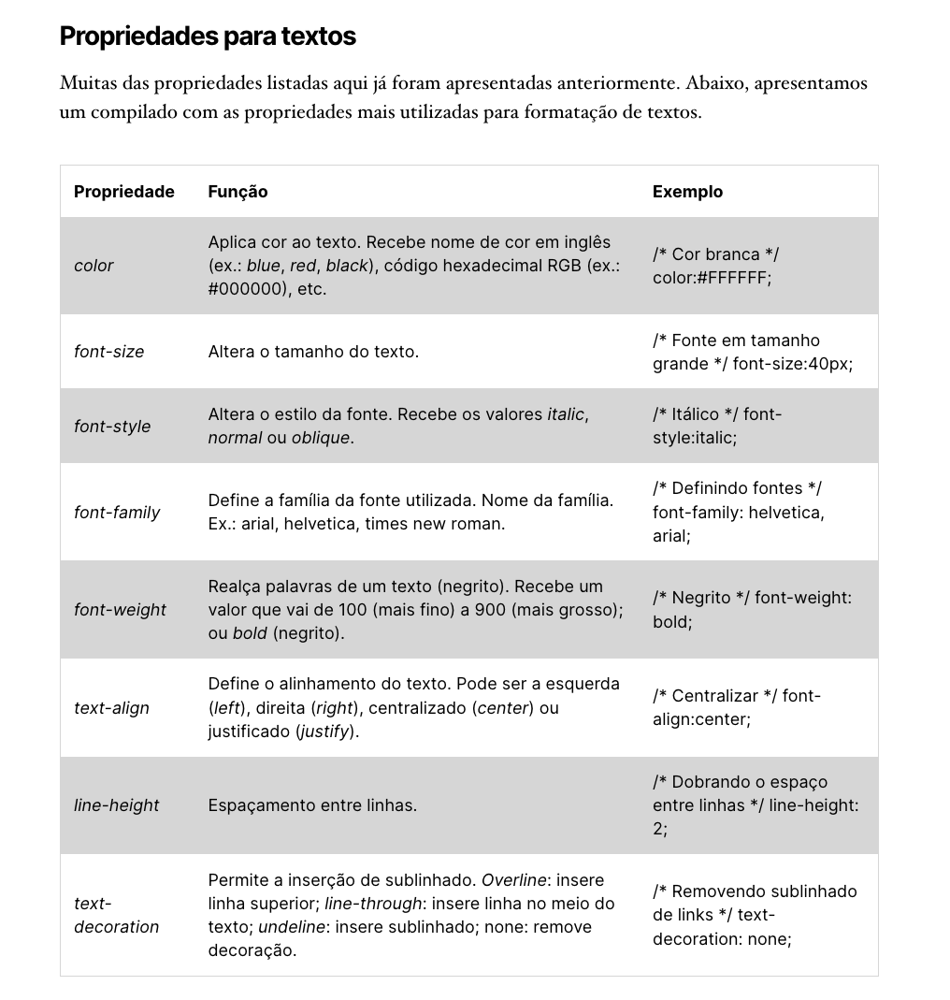 Propriedades para textos
Muitas das propriedades listadas aqui já foram apresentadas anteriormente. Abaixo, apresentamos
um compilado com as propriedades mais utilizadas para formatação de textos.
Propriedade Função Exemplo
color
Aplica cor ao texto. Recebe nome de cor em inglês
(ex.: blue, red, black), código hexadecimal RGB (ex.:
#000000), etc.
/* Cor branca */
color:#FFFFFF;
font-size
Altera o tamanho do texto.
/* Fonte em tamanho
grande */ font-size:40px;
font-style
Altera o estilo da fonte. Recebe os valores italic,
normal ou oblique.
/* Itálico */ font-
style:italic;
font-family
Define a família da fonte utilizada. Nome da família.
Ex.: arial, helvetica, times new roman.
/* Definindo fontes */
font-family: helvetica,
arial;
font-weight
Realça palavras de um texto (negrito). Recebe um
valor que vai de 100 (mais fino) a 900 (mais grosso);
ou bold (negrito).
/* Negrito */ font-weight:
bold;
text-align
Define o alinhamento do texto. Pode ser a esquerda
(left), direita (right), centralizado (center) ou
justificado (justify).
/* Centralizar */ font-
align:center;
line-height
Espaçamento entre linhas.
/* Dobrando o espaço
entre linhas */ line-height:
2;
text-
decoration
Permite a inserção de sublinhado. Overline: insere
linha superior; line-through: insere linha no meio do
texto; undeline: insere sublinhado; none: remove
decoração.
/* Removendo sublinhado
de links */ text-
decoration: none;